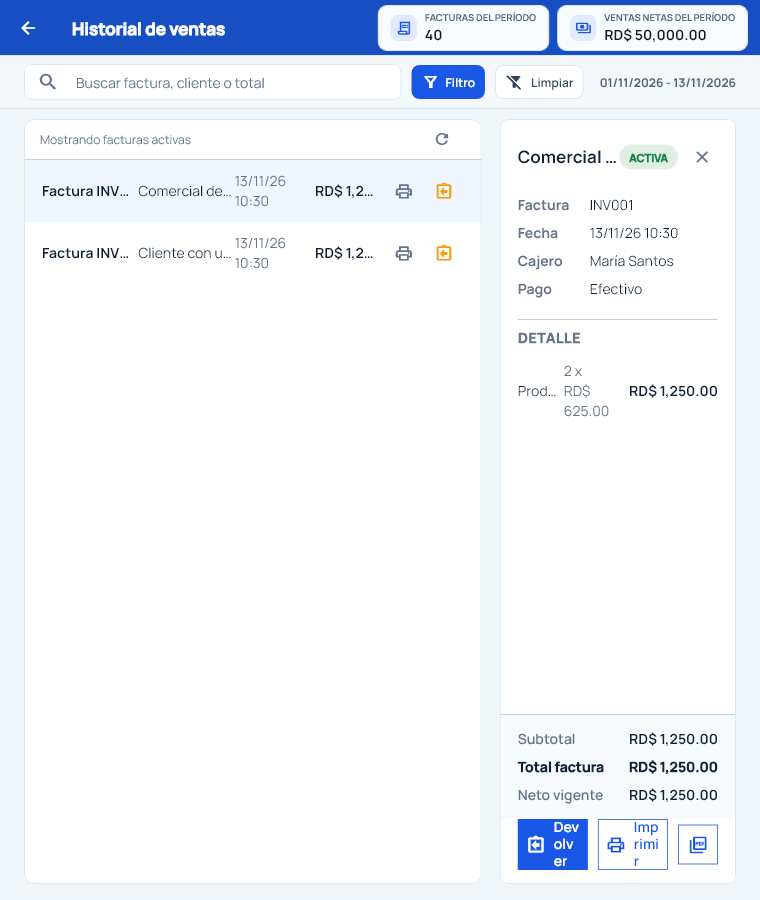 Historial de ventas
FACTURAS DEL PERÍODO
40
VENTAS NETAS DEL PERÍODO
RD$ 50,000.00
Buscar factura, cliente o total
Filtro
Limpiar
01/11/2026 - 13/11/2026
Mostrando facturas activas
Factura INV... Comercial de... 13/11/26 10:30 RD$ 1,2...
Factura INV... Cliente con u... 13/11/26 10:30 RD$ 1,2...
Comercial ...
ACTIVA
Factura INV001
Fecha 13/11/26 10:30
Cajero María Santos
Pago Efectivo
DETALLE
Prod... 2 x RD$ 625.00 RD$ 1,250.00
Subtotal RD$ 1,250.00
Total factura RD$ 1,250.00
Neto vigente RD$ 1,250.00
Dev
olv
er
Imp
rimi
r
PDF